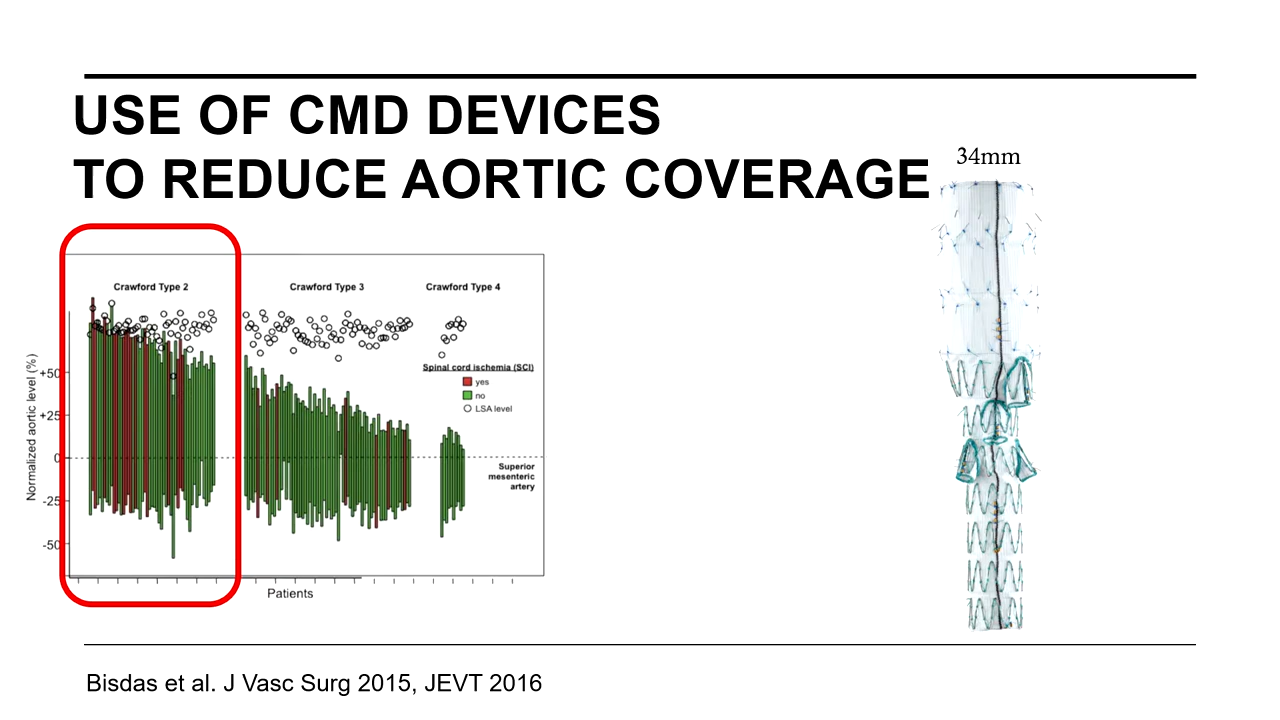 USE OF CMD DEVICES
TO REDUCE AORTIC COVERAGE
34mm
Crawford Type 2
Crawford Type 3
Crawford Type 4
Normalized aortic level (%)
+50
+25
0
-25
-50
Spinal cord ischemia (SCI)
yes
no
LSA level
Superior
mesenteric
artery
Patients
Bisdas et al. J Vasc Surg 2015, JEVT 2016